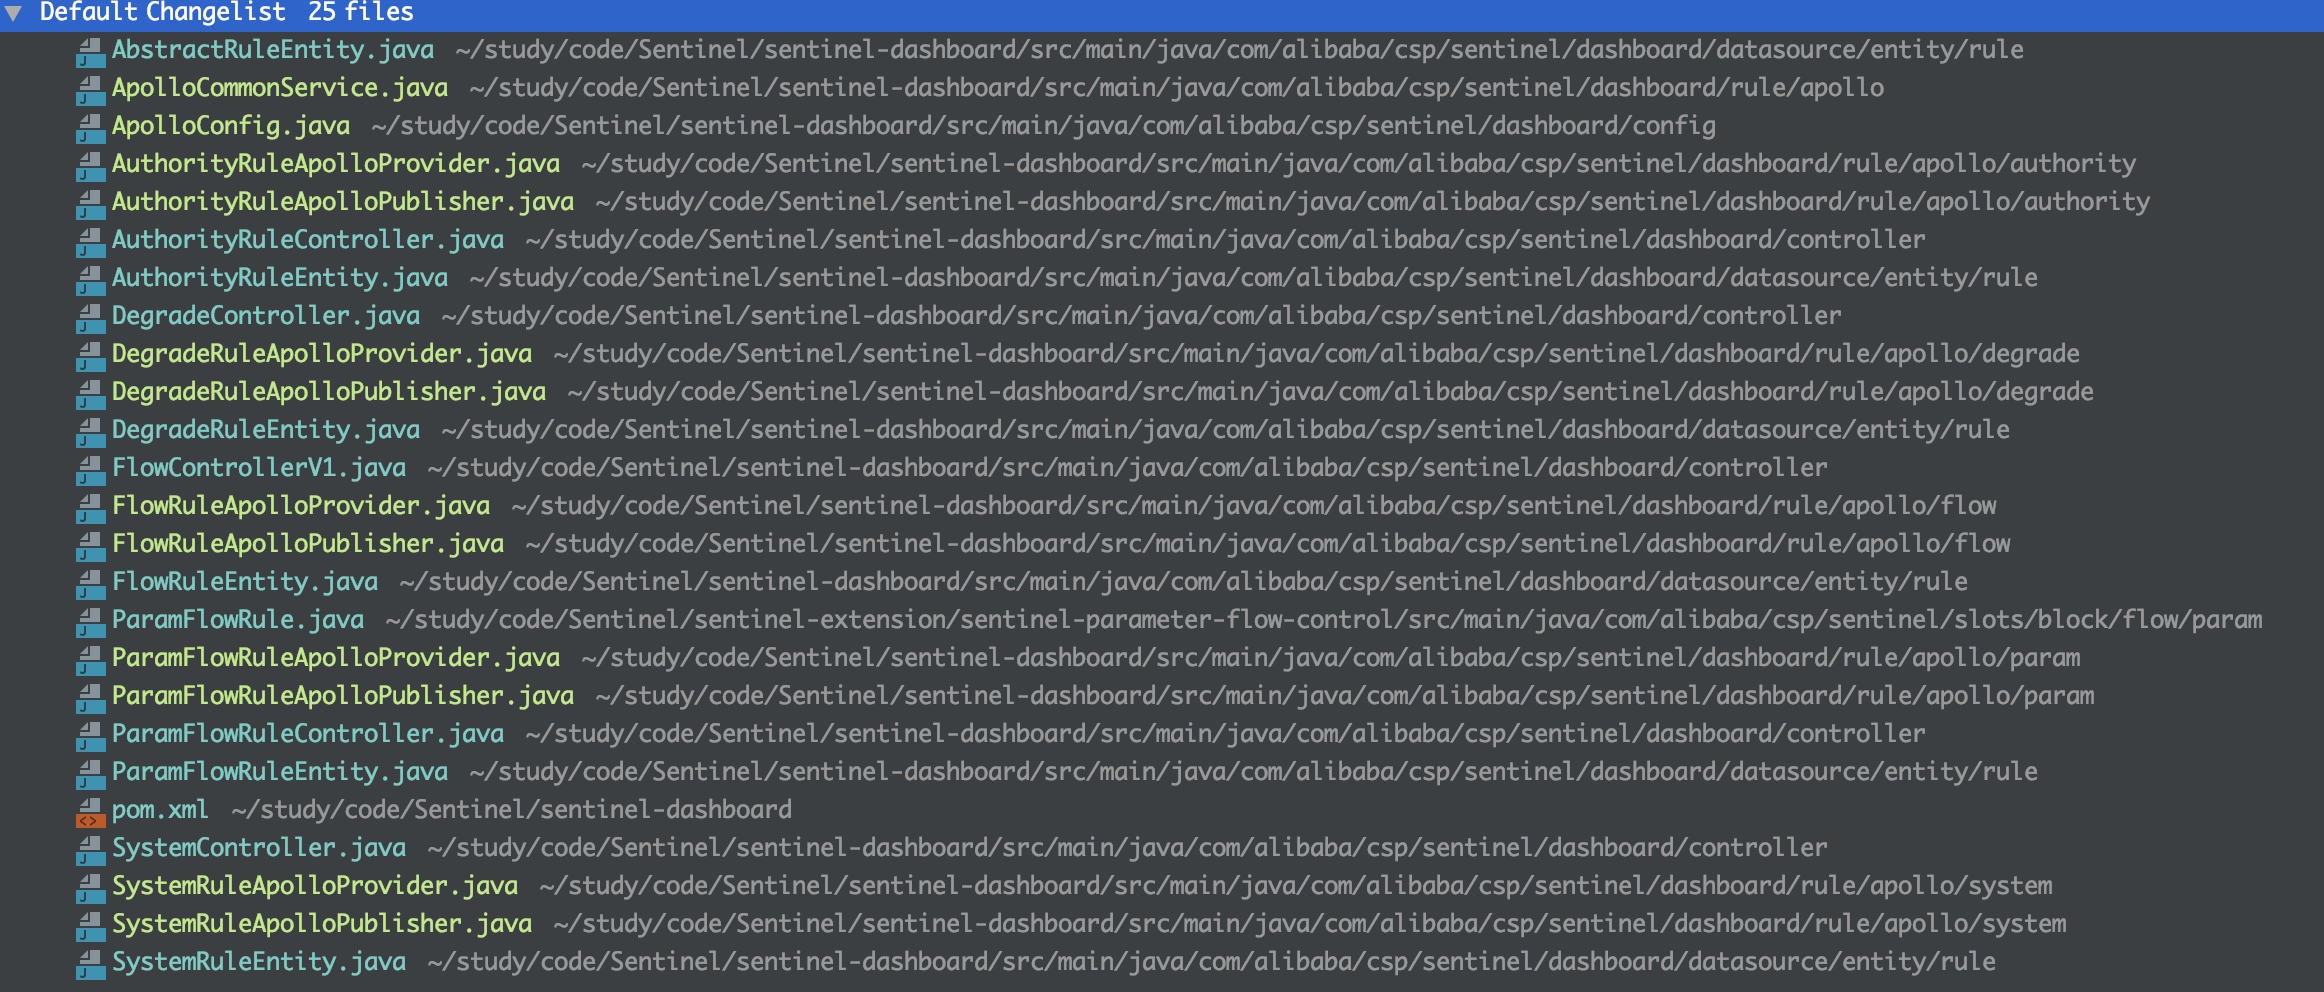 Default Changelist 25 files
AbstractRuleEntity.java ~/study/code/Sentinel/sentinel-dashboard/src/main/java/com/alibaba/csp/sentinel/dashboard/datasource/entity/rule
ApolloCommonService.java ~/study/code/Sentinel/sentinel-dashboard/src/main/java/com/alibaba/csp/sentinel/dashboard/rule/apollo
ApolloConfig.java ~/study/code/Sentinel/sentinel-dashboard/src/main/java/com/alibaba/csp/sentinel/dashboard/config
AuthorityRuleApolloProvider.java ~/study/code/Sentinel/sentinel-dashboard/src/main/java/com/alibaba/csp/sentinel/dashboard/rule/apollo/authority
AuthorityRuleApolloPublisher.java ~/study/code/Sentinel/sentinel-dashboard/src/main/java/com/alibaba/csp/sentinel/dashboard/rule/apollo/authority
AuthorityRuleController.java ~/study/code/Sentinel/sentinel-dashboard/src/main/java/com/alibaba/csp/sentinel/dashboard/controller
AuthorityRuleEntity.java ~/study/code/Sentinel/sentinel-dashboard/src/main/java/com/alibaba/csp/sentinel/dashboard/datasource/entity/rule
DegradeController.java ~/study/code/Sentinel/sentinel-dashboard/src/main/java/com/alibaba/csp/sentinel/dashboard/controller
DegradeRuleApolloProvider.java ~/study/code/Sentinel/sentinel-dashboard/src/main/java/com/alibaba/csp/sentinel/dashboard/rule/apollo/degrade
DegradeRuleApolloPublisher.java ~/study/code/Sentinel/sentinel-dashboard/src/main/java/com/alibaba/csp/sentinel/dashboard/rule/apollo/degrade
DegradeRuleEntity.java ~/study/code/Sentinel/sentinel-dashboard/src/main/java/com/alibaba/csp/sentinel/dashboard/datasource/entity/rule
FlowControllerV1.java ~/study/code/Sentinel/sentinel-dashboard/src/main/java/com/alibaba/csp/sentinel/dashboard/controller
FlowRuleApolloProvider.java ~/study/code/Sentinel/sentinel-dashboard/src/main/java/com/alibaba/csp/sentinel/dashboard/rule/apollo/flow
FlowRuleApolloPublisher.java ~/study/code/Sentinel/sentinel-dashboard/src/main/java/com/alibaba/csp/sentinel/dashboard/rule/apollo/flow
FlowRuleEntity.java ~/study/code/Sentinel/sentinel-dashboard/src/main/java/com/alibaba/csp/sentinel/dashboard/datasource/entity/rule
ParamFlowRule.java ~/study/code/Sentinel/sentinel-extension/sentinel-parameter-flow-control/src/main/java/com/alibaba/csp/sentinel/slots/block/flow/param
ParamFlowRuleApolloProvider.java ~/study/code/Sentinel/sentinel-dashboard/src/main/java/com/alibaba/csp/sentinel/dashboard/rule/apollo/param
ParamFlowRuleApolloPublisher.java ~/study/code/Sentinel/sentinel-dashboard/src/main/java/com/alibaba/csp/sentinel/dashboard/rule/apollo/param
ParamFlowRuleController.java ~/study/code/Sentinel/sentinel-dashboard/src/main/java/com/alibaba/csp/sentinel/dashboard/controller
ParamFlowRuleEntity.java ~/study/code/Sentinel/sentinel-dashboard/src/main/java/com/alibaba/csp/sentinel/dashboard/datasource/entity/rule
pom.xml ~/study/code/Sentinel/sentinel-dashboard
SystemController.java ~/study/code/Sentinel/sentinel-dashboard/src/main/java/com/alibaba/csp/sentinel/dashboard/controller
SystemRuleApolloProvider.java ~/study/code/Sentinel/sentinel-dashboard/src/main/java/com/alibaba/csp/sentinel/dashboard/rule/apollo/system
SystemRuleApolloPublisher.java ~/study/code/Sentinel/sentinel-dashboard/src/main/java/com/alibaba/csp/sentinel/dashboard/rule/apollo/system
SystemRuleEntity.java ~/study/code/Sentinel/sentinel-dashboard/src/main/java/com/alibaba/csp/sentinel/dashboard/datasource/entity/rule